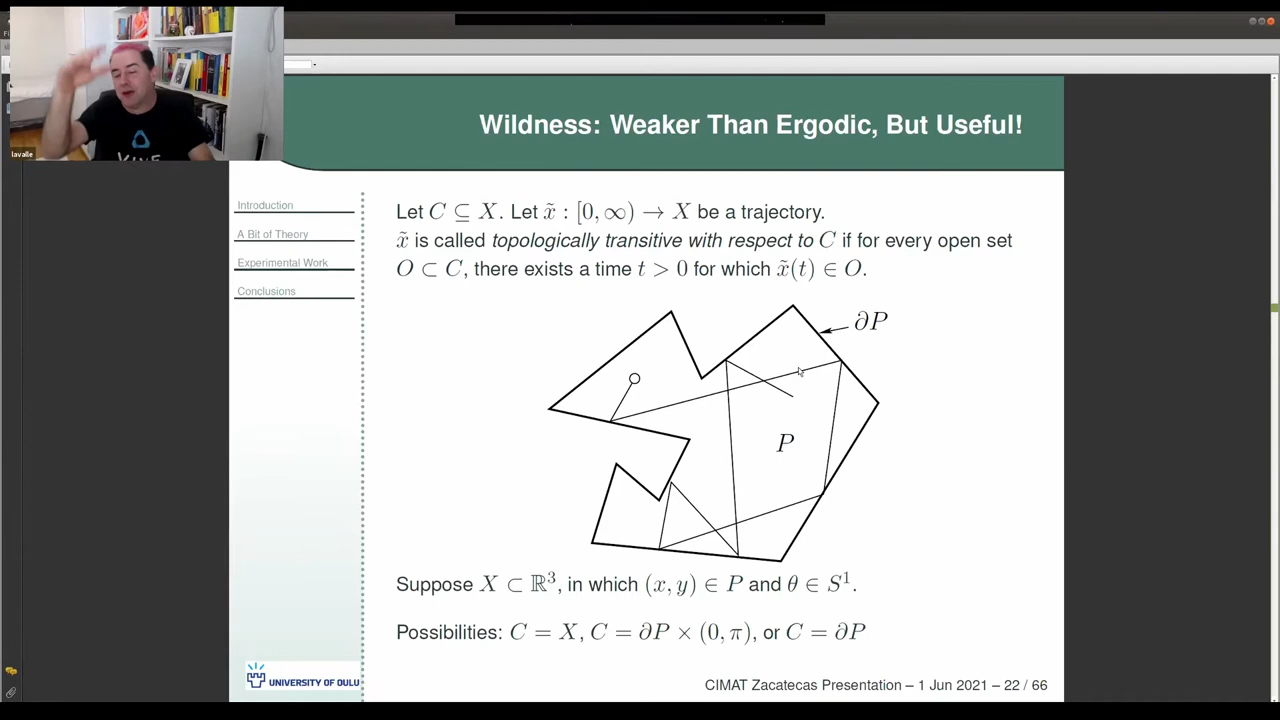 lavalle
VIVE
Wildness: Weaker Than Ergodic, But Useful!
Introduction
A Bit of Theory
Experimental Work
Conclusions
Let C ⊆ X. Let x̃ : [0, ∞) → X be a trajectory.
x̃ is called topologically transitive with respect to C if for every open set
O ⊂ C, there exists a time t > 0 for which x̃(t) ∈ O.
∂P
P
Suppose X ⊂ ℝ³, in which (x, y) ∈ P and θ ∈ S¹.
Possibilities: C = X, C = ∂P × (0, π), or C = ∂P
UNIVERSITY OF OULU
CIMAT Zacatecas Presentation – 1 Jun 2021 – 22 / 66